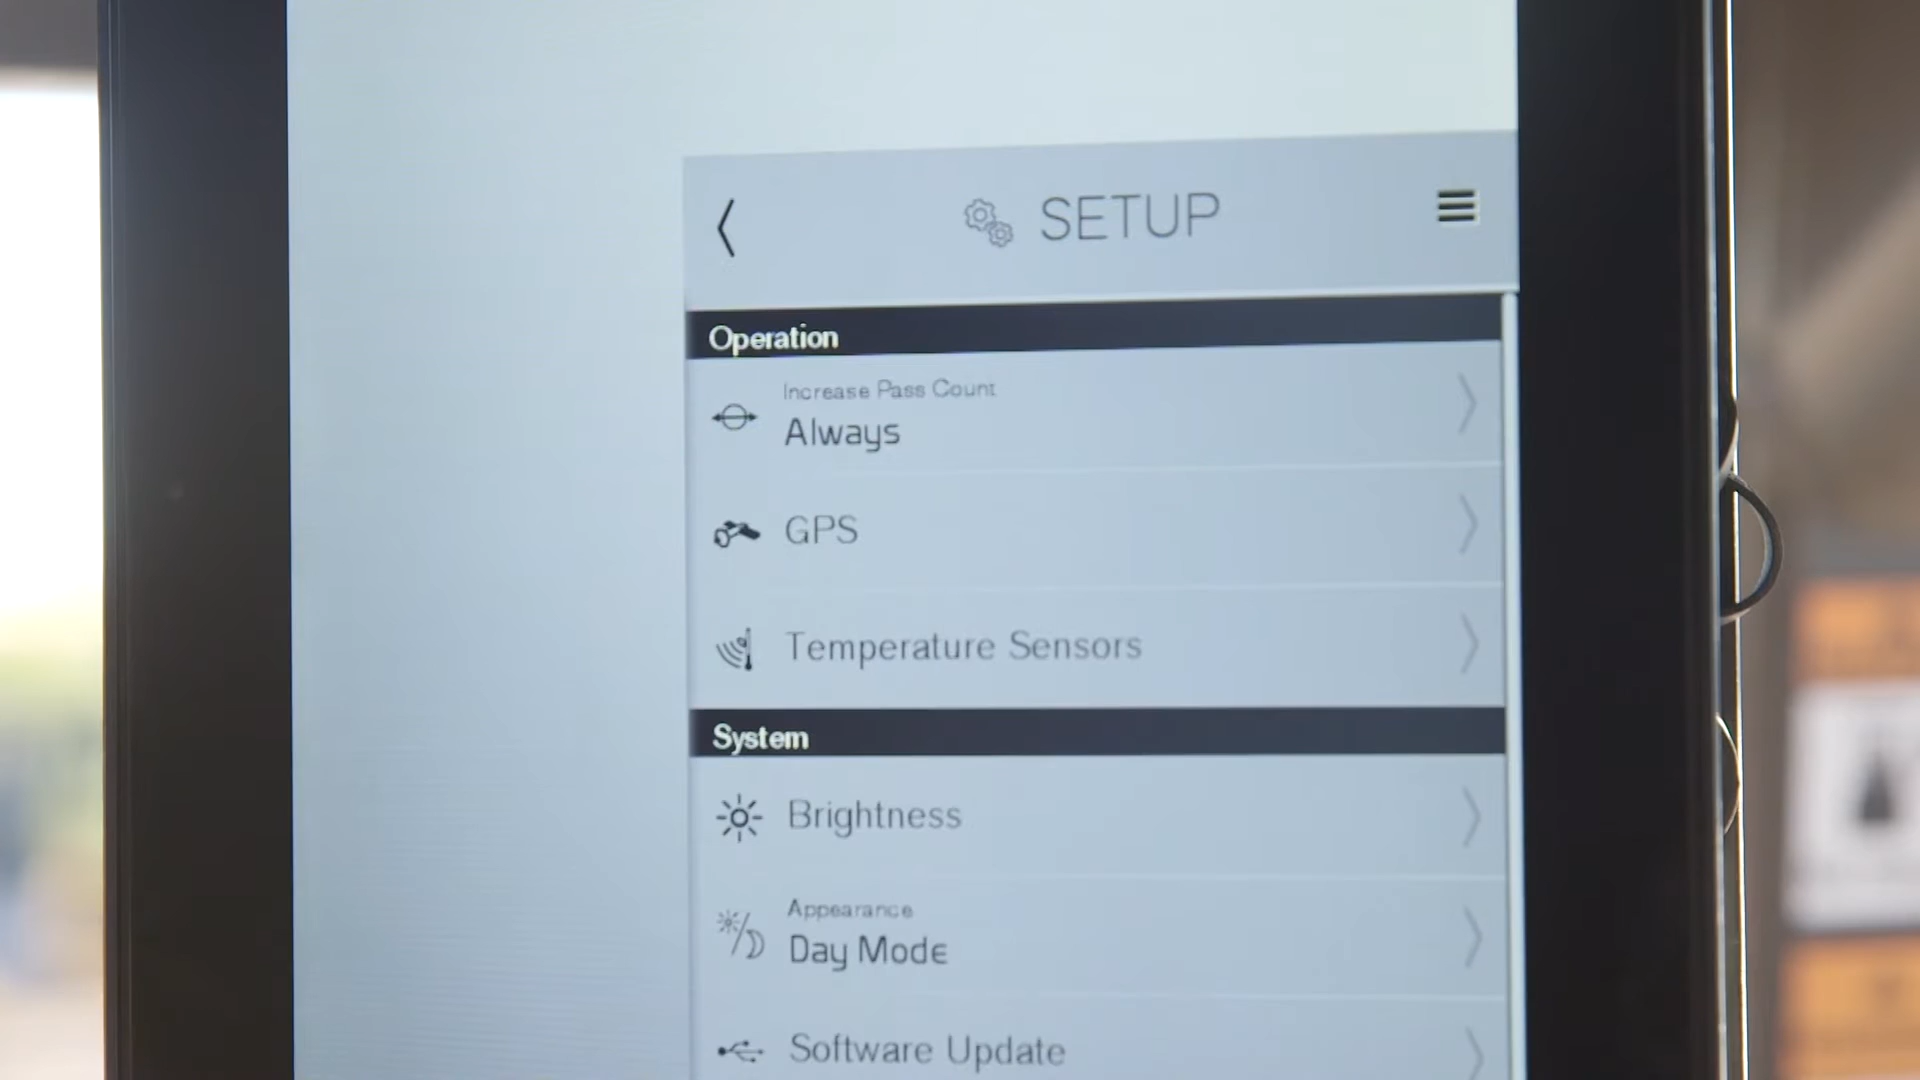 SETUP
Operation
Increase Pass Count
Always
GPS
Temperature Sensors
System
Brightness
Appearance
Day Mode
Software Update